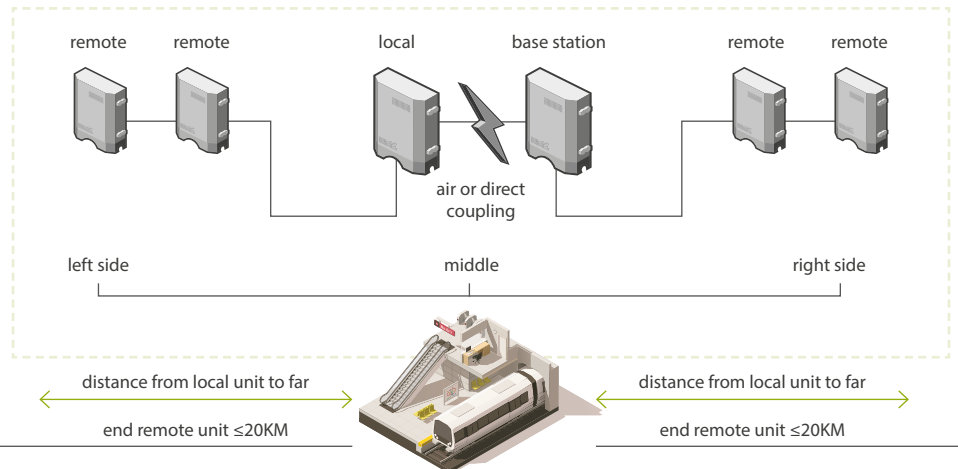 remote
remote
local
base station
remote
remote
air or direct
coupling
left side
middle
right side
distance from local unit to far
end remote unit ≤20KM
distance from local unit to far
end remote unit ≤20KM